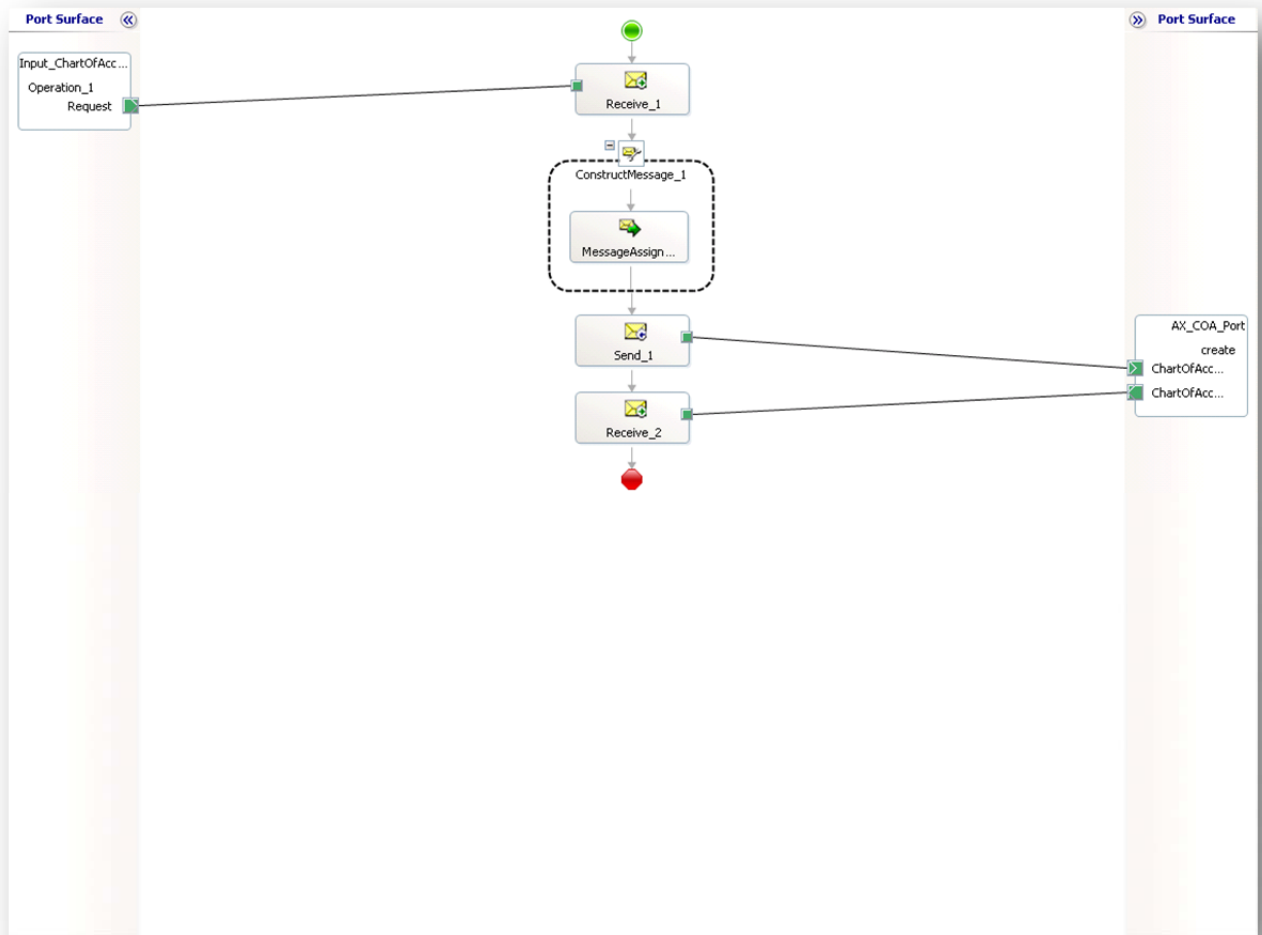 Port Surface
Port Surface
Input_ChartOfAcc...
Operation_1
Request
Receive_1
ConstructMessage_1
MessageAssign...
Send_1
Receive_2
AX_COA_Port
create
ChartOfAcc...
ChartOfAcc...